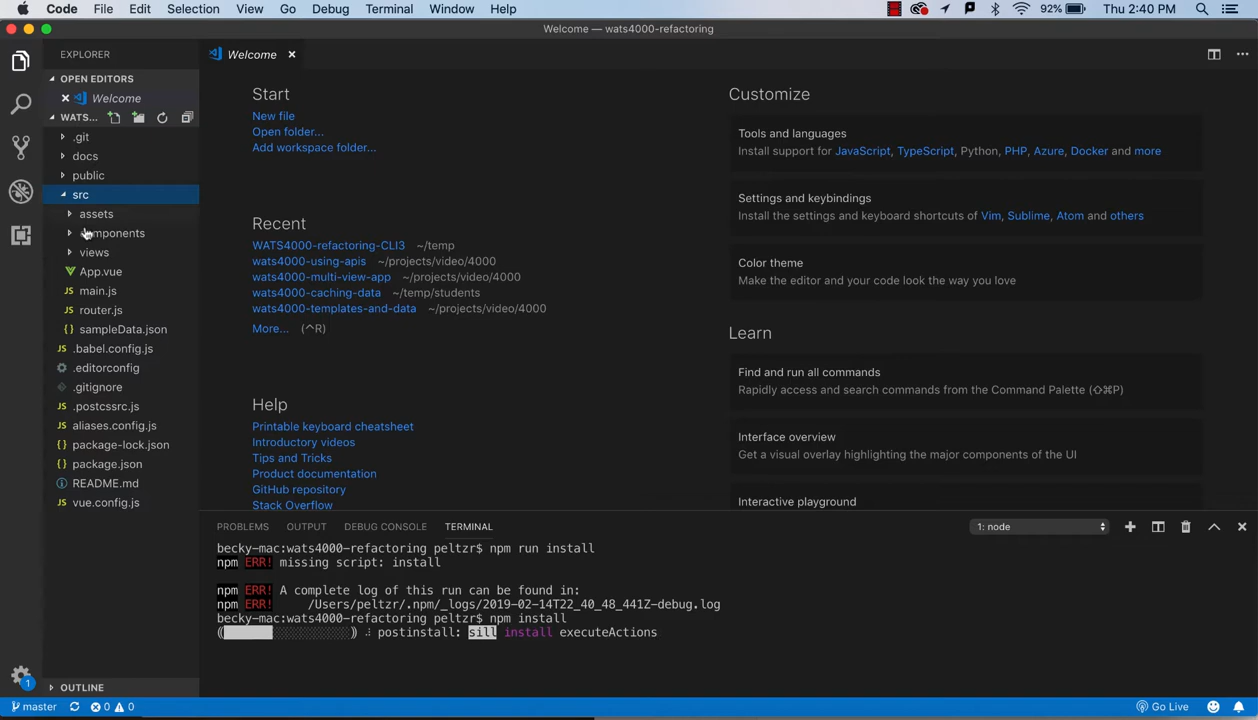 Code File Edit Selection View Go Debug Terminal Window Help 92% Thu 2:40 PM
Welcome — wats4000-refactoring
EXPLORER
OPEN EDITORS
Welcome
WATS...
.git
docs
public
src
assets
components
views
App.vue
JS main.js
JS router.js
{} sampleData.json
JS .babel.config.js
.editorconfig
.gitignore
JS .postcssrc.js
JS aliases.config.js
{} package-lock.json
{} package.json
README.md
JS vue.config.js
OUTLINE
Welcome
Start
New file
Open folder...
Add workspace folder...
Recent
WATS4000-refactoring-CLI3 ~/temp
wats4000-using-apis ~/projects/video/4000
wats4000-multi-view-app ~/projects/video/4000
wats4000-caching-data ~/temp/students
wats4000-templates-and-data ~/projects/video/4000
More... (^R)
Help
Printable keyboard cheatsheet
Introductory videos
Tips and Tricks
Product documentation
GitHub repository
Stack Overflow
Customize
Tools and languages
Install support for JavaScript, TypeScript, Python, PHP, Azure, Docker and more
Settings and keybindings
Install the settings and keyboard shortcuts of Vim, Sublime, Atom and others
Color theme
Make the editor and your code look the way you love
Learn
Find and run all commands
Rapidly access and search commands from the Command Palette (⇧⌘P)
Interface overview
Get a visual overlay highlighting the major components of the UI
Interactive playground
PROBLEMS OUTPUT DEBUG CONSOLE TERMINAL 1: node
becky-mac:wats4000-refactoring peltzr$ npm run install
npm ERR! missing script: install
npm ERR! A complete log of this run can be found in:
npm ERR! /Users/peltzr/.npm/_logs/2019-02-14T22_40_48_441Z-debug.log
becky-mac:wats4000-refactoring peltzr$ npm install
postinstall: sill install executeActions
1
master 0 0 Go Live